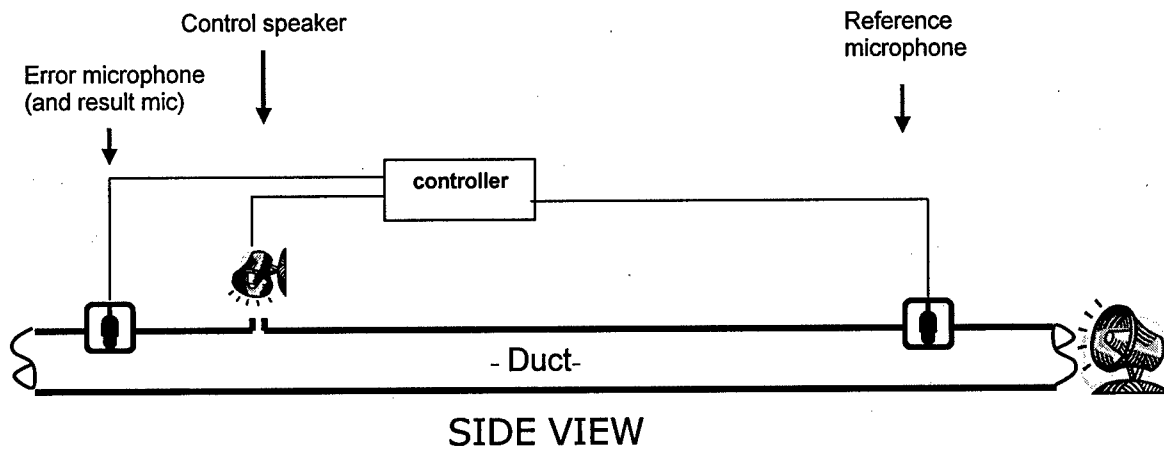 Control speaker
Reference
microphone
Error microphone
(and result mic)
controller
- Duct-
SIDE VIEW